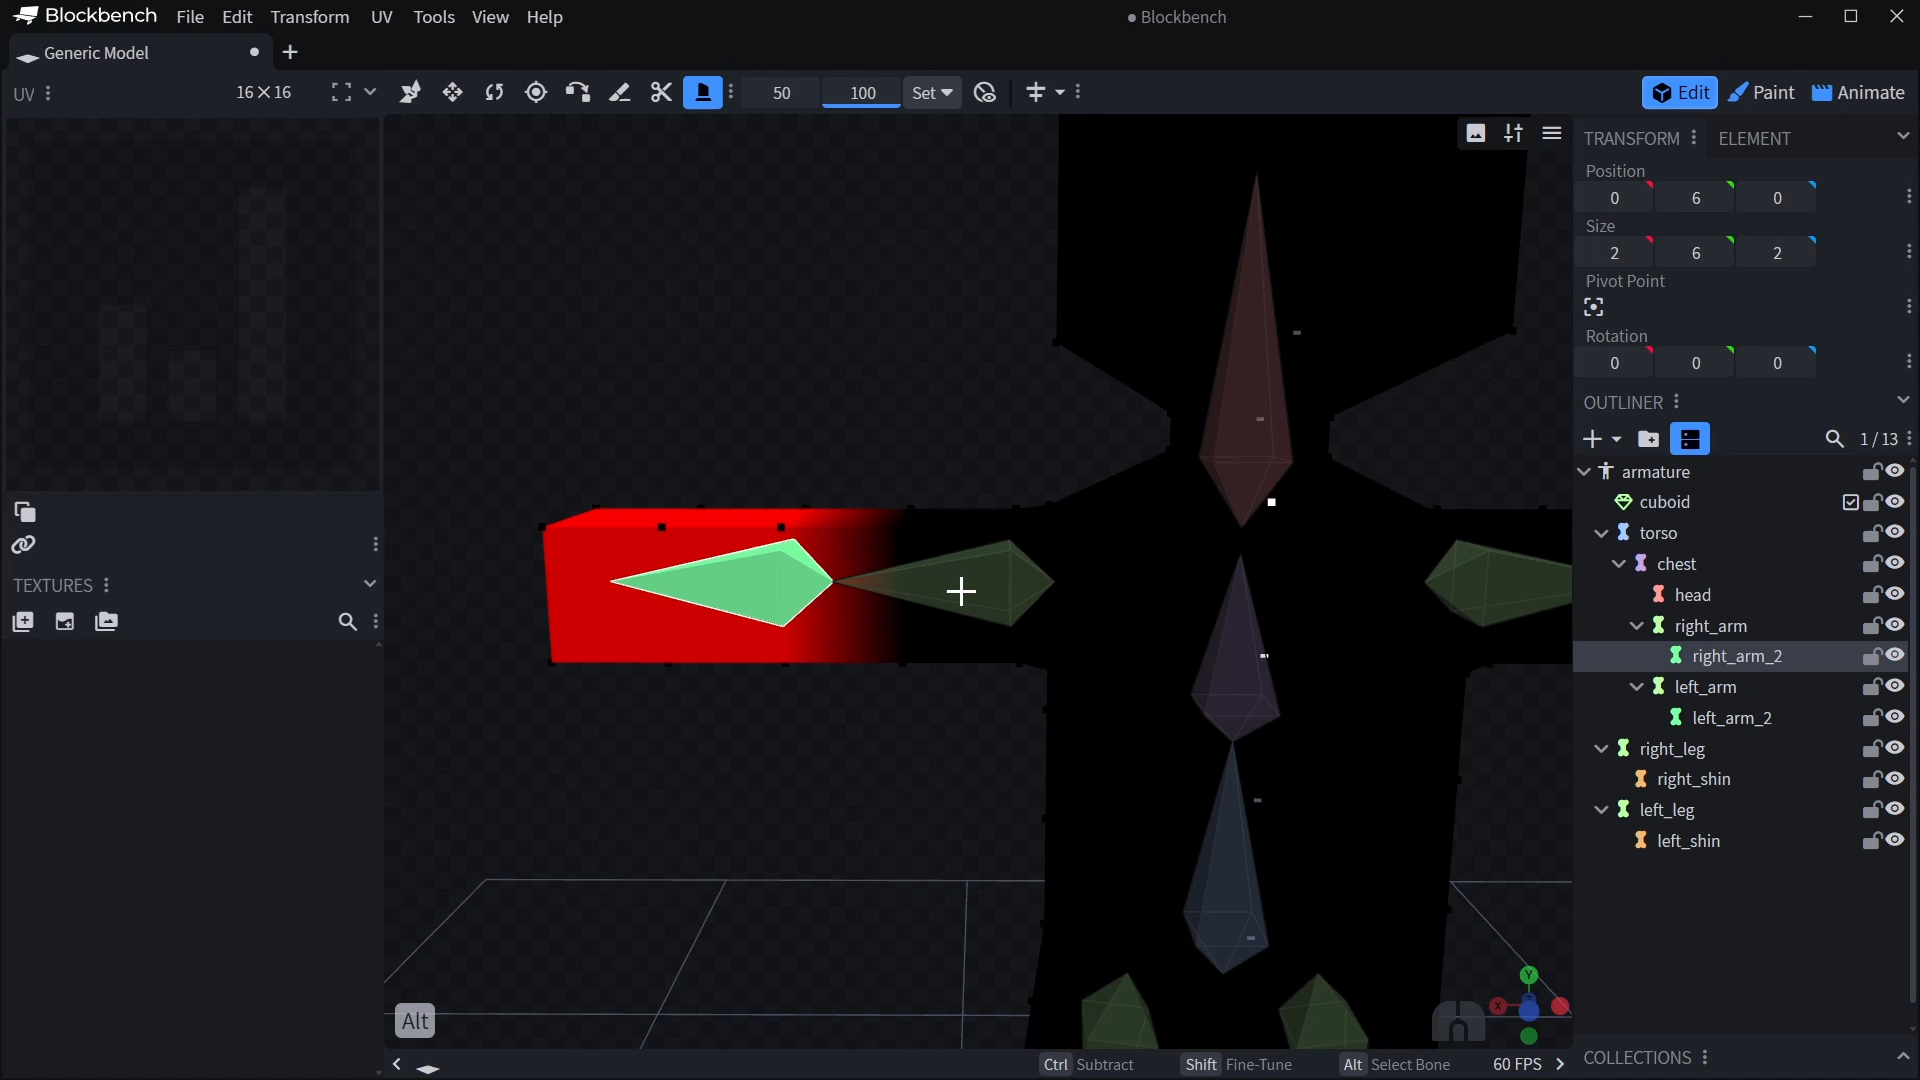 Blockbench File Edit Transform UV Tools View Help
Blockbench
Generic Model
UV
16×16
50 100 Set
Edit Paint Animate
TRANSFORM ELEMENT
Position
0 6 0
Size
2 6 2
Pivot Point
Rotation
0 0 0
OUTLINER
1/13
armature
cuboid
torso
chest
head
right_arm
right_arm_2
left_arm
left_arm_2
right_leg
right_shin
left_leg
left_shin
TEXTURES
Y
X
Alt
Ctrl Subtract Shift Fine-Tune Alt Select Bone 60 FPS
COLLECTIONS